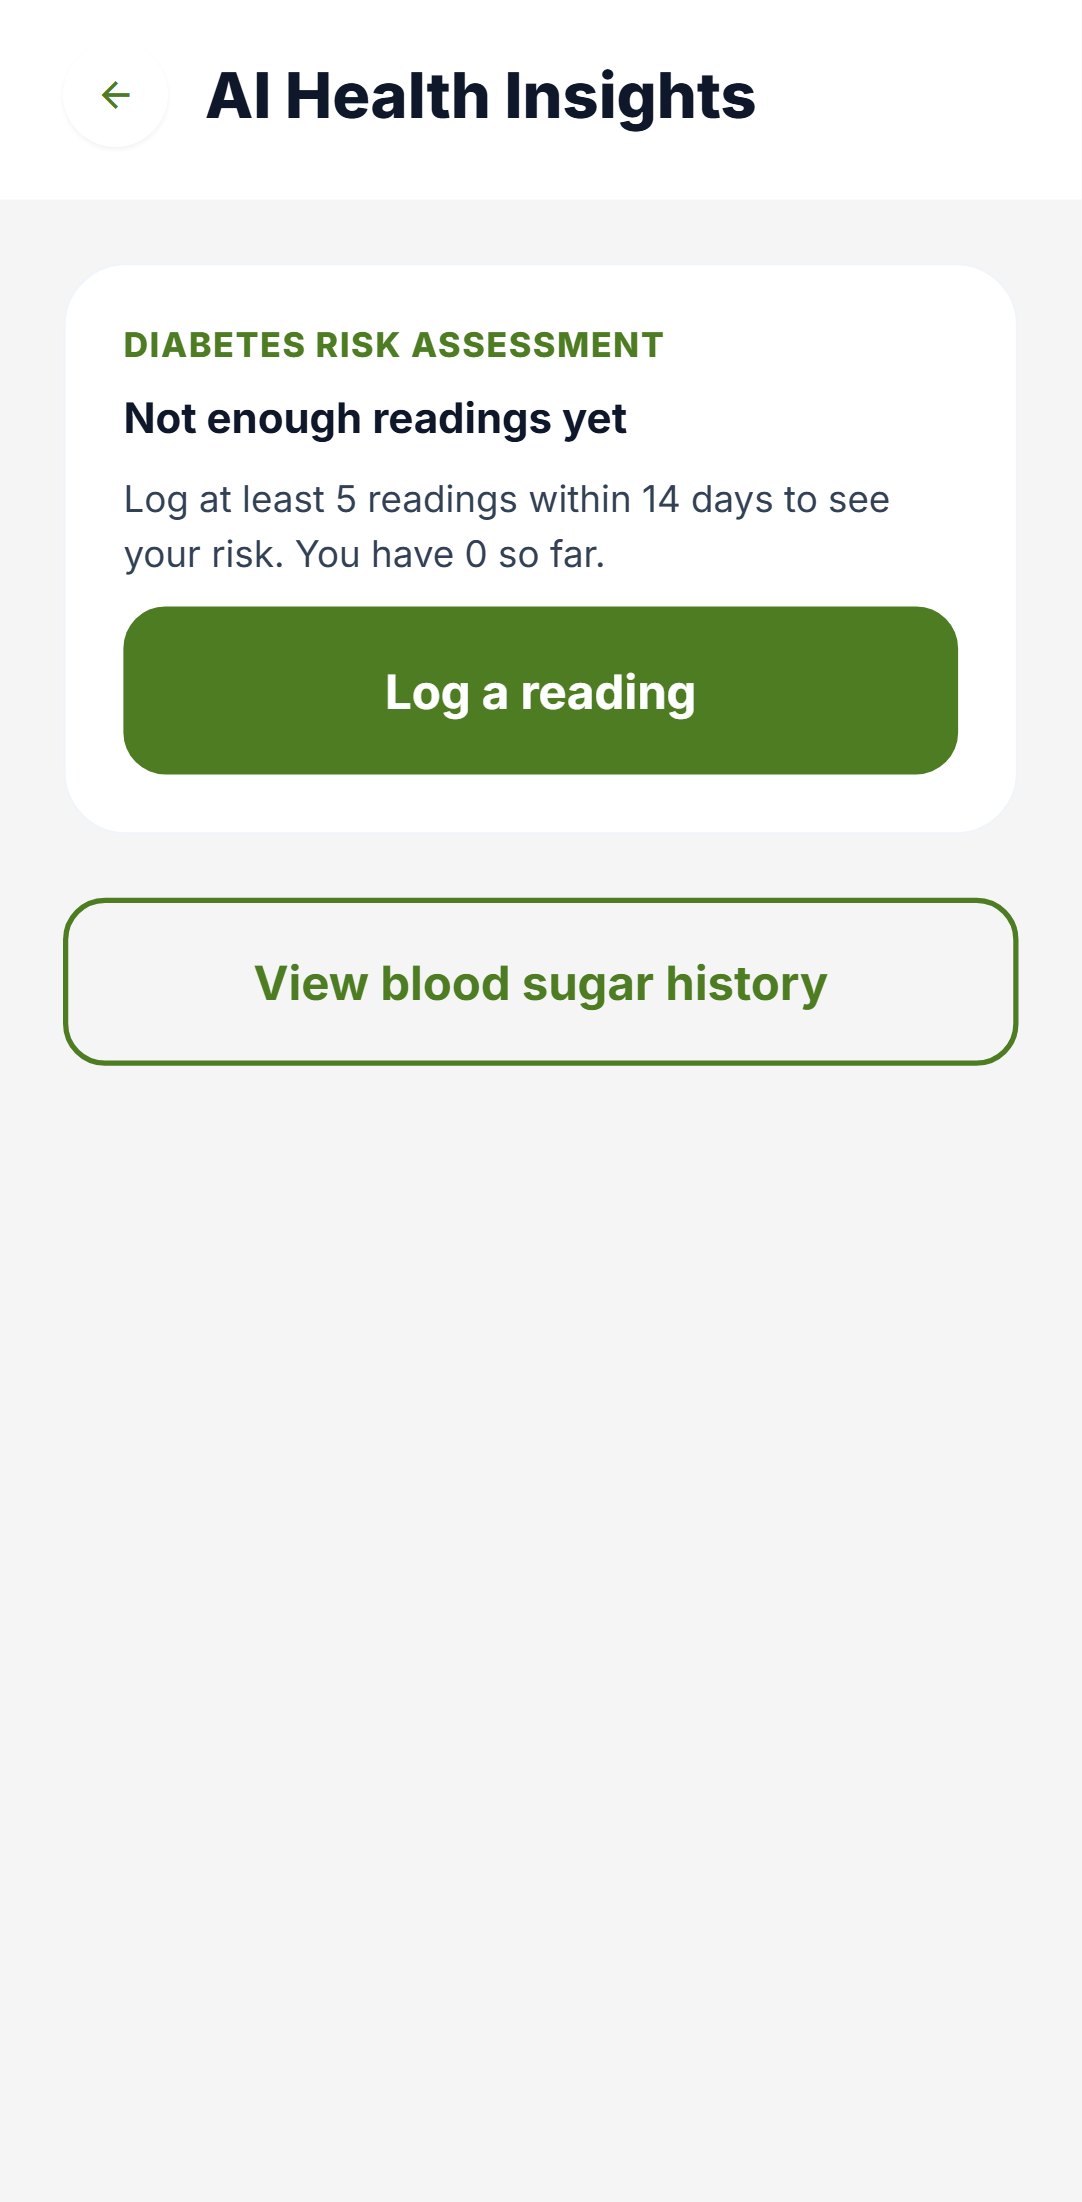 AI Health Insights
DIABETES RISK ASSESSMENT
Not enough readings yet
Log at least 5 readings within 14 days to see
your risk. You have 0 so far.
Log a reading
View blood sugar history